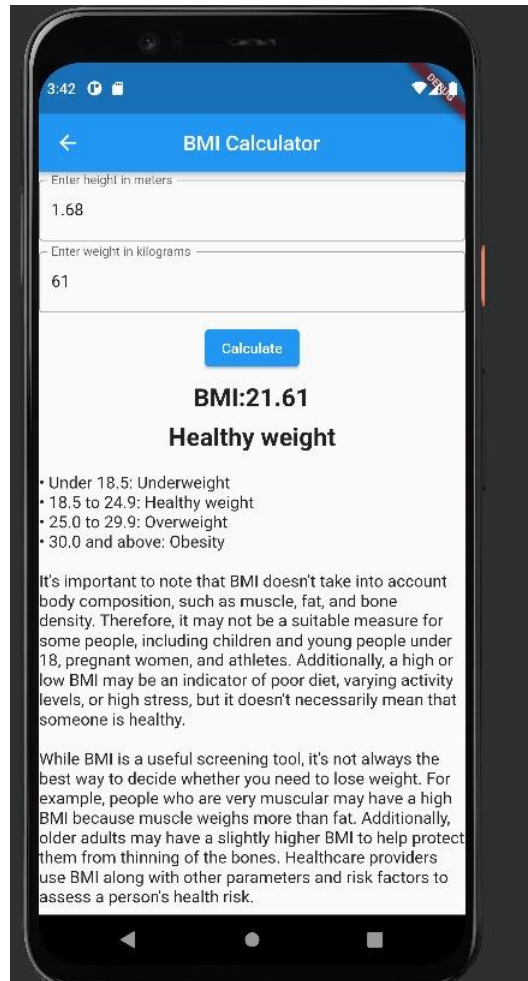 3:42
DEBUG
BMI Calculator
Enter height in meters
1.68
Enter weight in kilograms
61
Calculate
BMI:21.61
Healthy weight
• Under 18.5: Underweight
• 18.5 to 24.9: Healthy weight
• 25.0 to 29.9: Overweight
• 30.0 and above: Obesity
It's important to note that BMI doesn't take into account
body composition, such as muscle, fat, and bone
density. Therefore, it may not be a suitable measure for
some people, including children and young people under
18, pregnant women, and athletes. Additionally, a high or
low BMI may be an indicator of poor diet, varying activity
levels, or high stress, but it doesn't necessarily mean that
someone is healthy.
While BMI is a useful screening tool, it's not always the
best way to decide whether you need to lose weight. For
example, people who are very muscular may have a high
BMI because muscle weighs more than fat. Additionally,
older adults may have a slightly higher BMI to help protect
them from thinning of the bones. Healthcare providers
use BMI along with other parameters and risk factors to
assess a person's health risk.